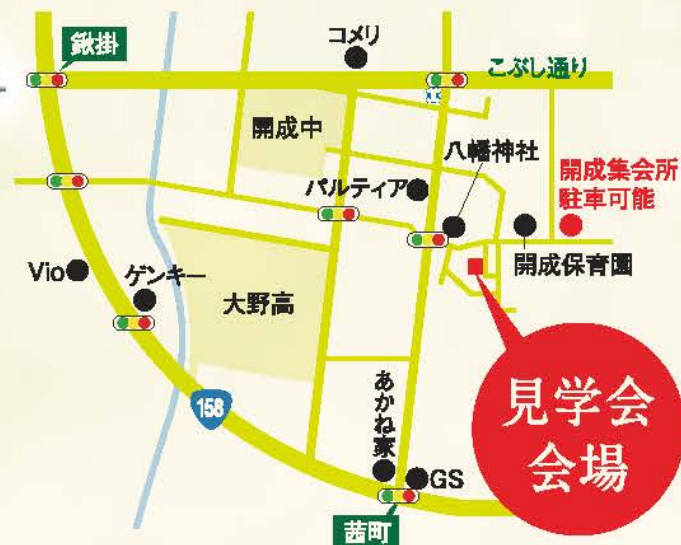 鍬掛
コメリ
こぶし通り
開成中
八幡神社
パルティア
開成集会所
駐車可能
Vio
ゲンキー
開成保育園
大野高
158
見学会
会場
あかね家
GS
茜町